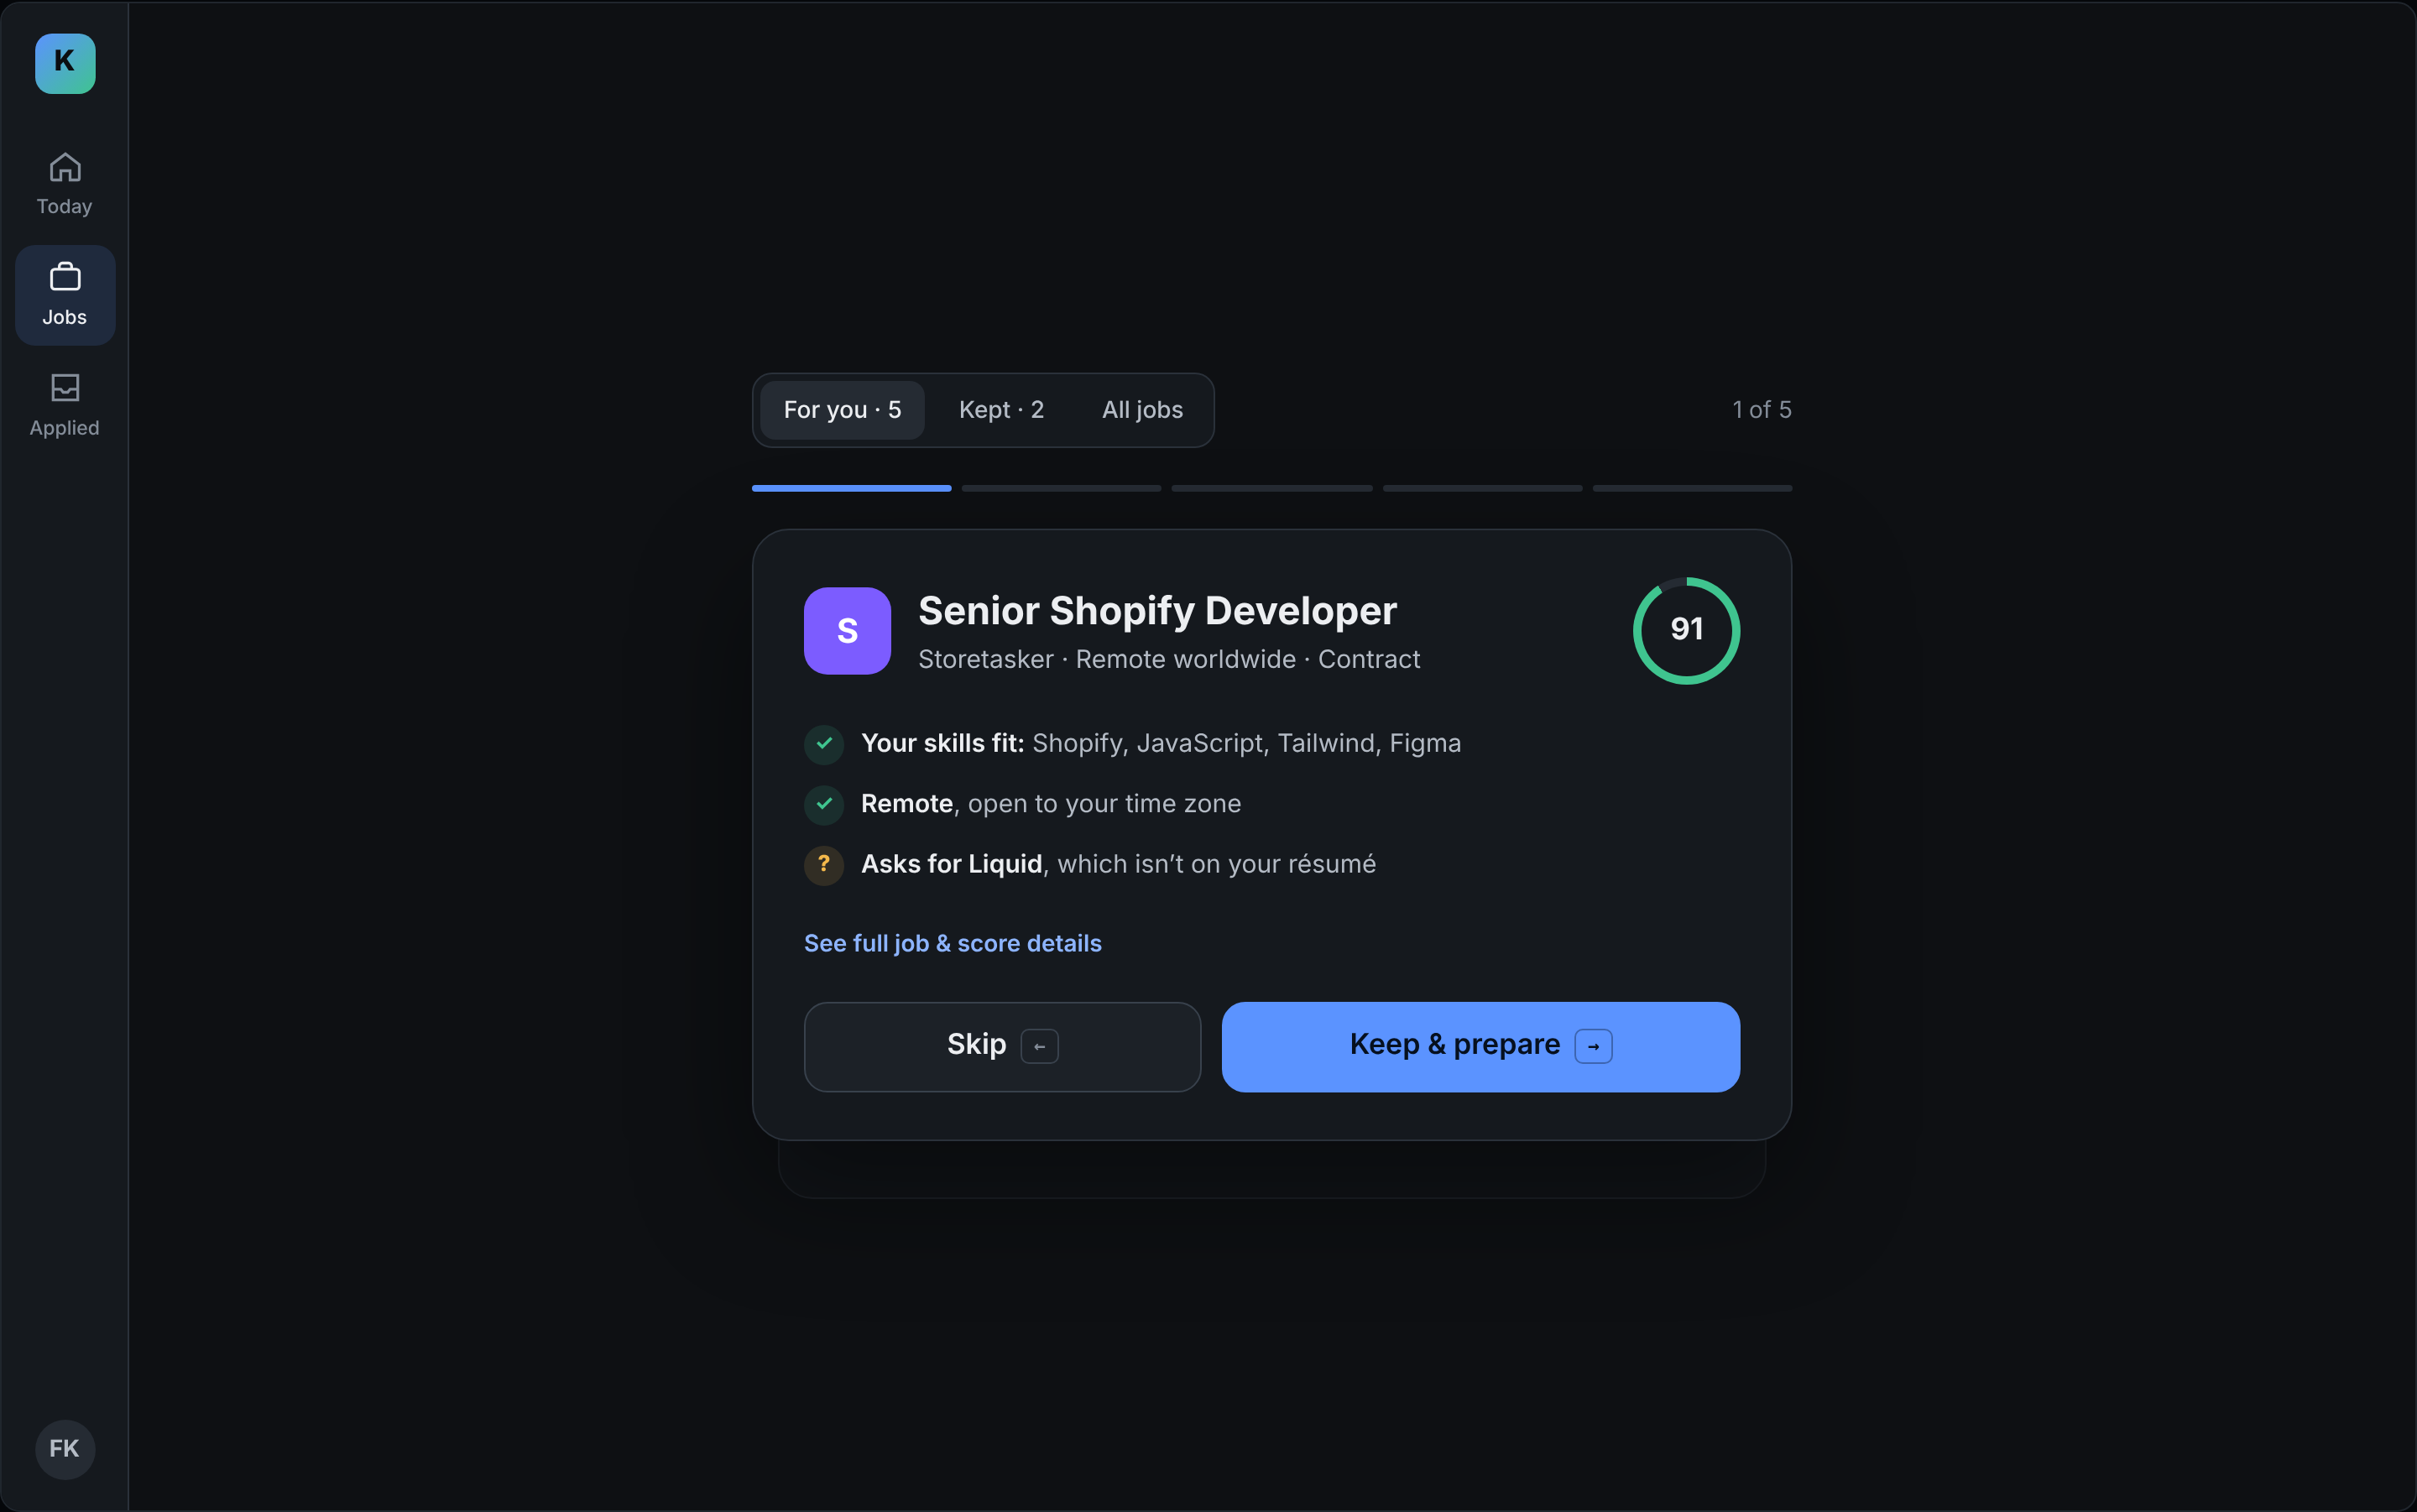 K
Today
Jobs
Applied
For you · 5
Kept · 2
All jobs
1 of 5
S
Senior Shopify Developer
Storetasker · Remote worldwide · Contract
91
Your skills fit: Shopify, JavaScript, Tailwind, Figma
Remote, open to your time zone
? Asks for Liquid, which isn’t on your résumé
See full job & score details
Skip ←
Keep & prepare →
FK